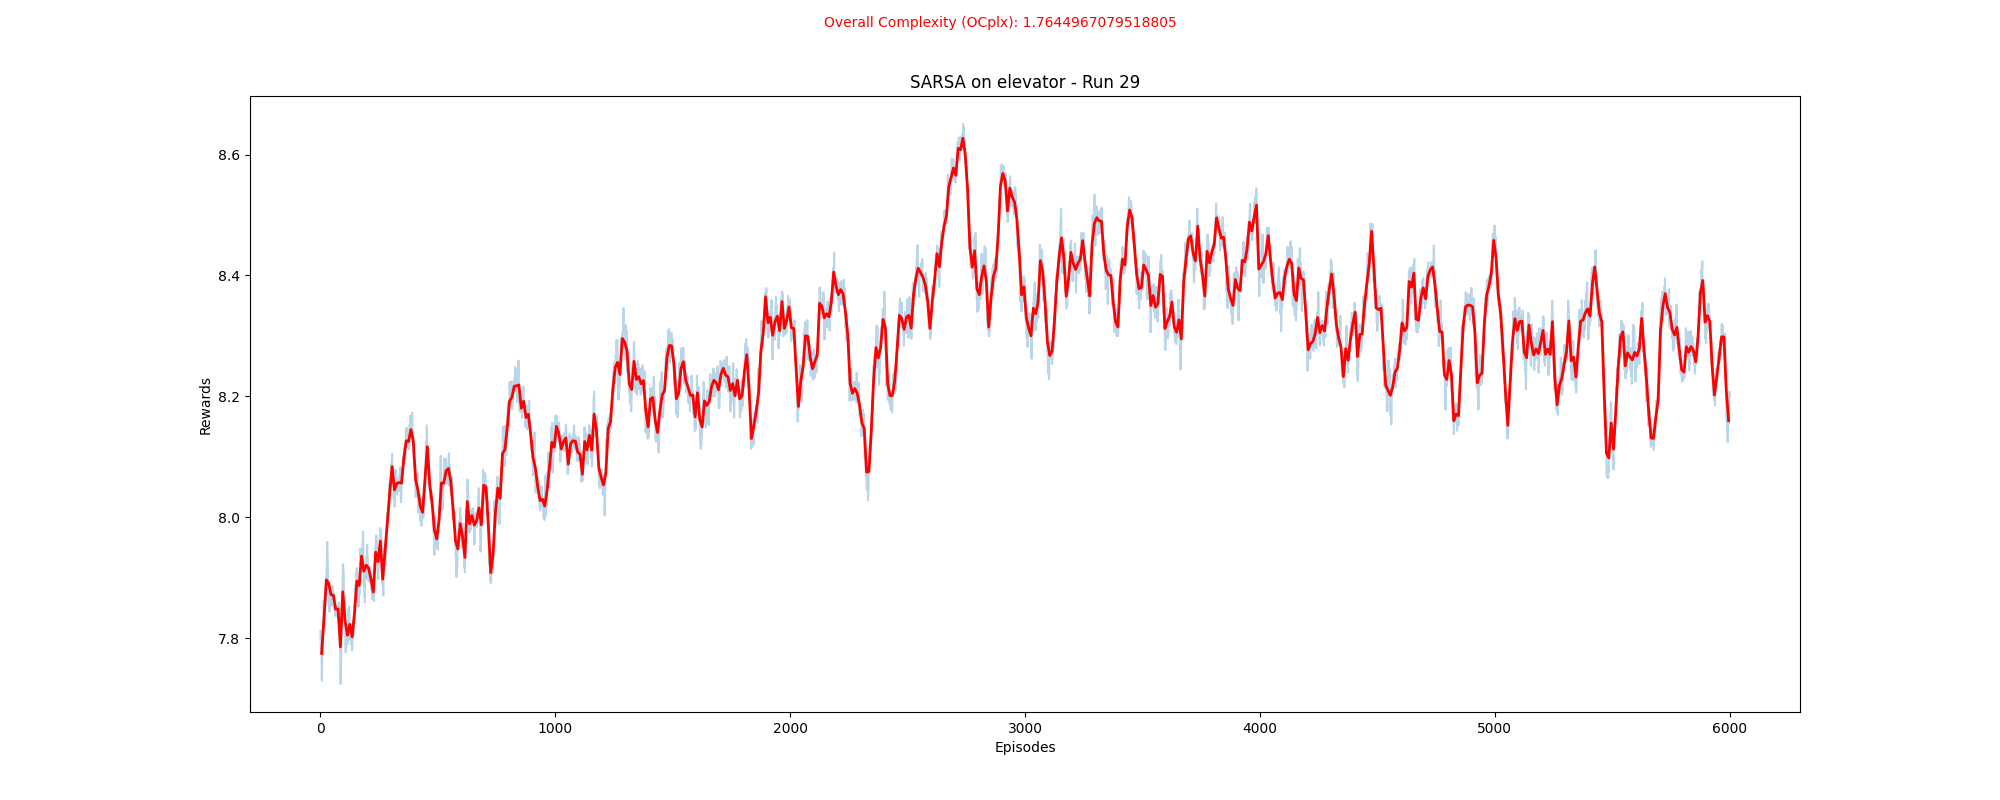 Overall Complexity (OCplx): 1.7644967079518805
SARSA on elevator - Run 29
8.6
8.4
8.2
8.0
7.8
Rewards
0 1000 2000 3000 4000 5000 6000
Episodes